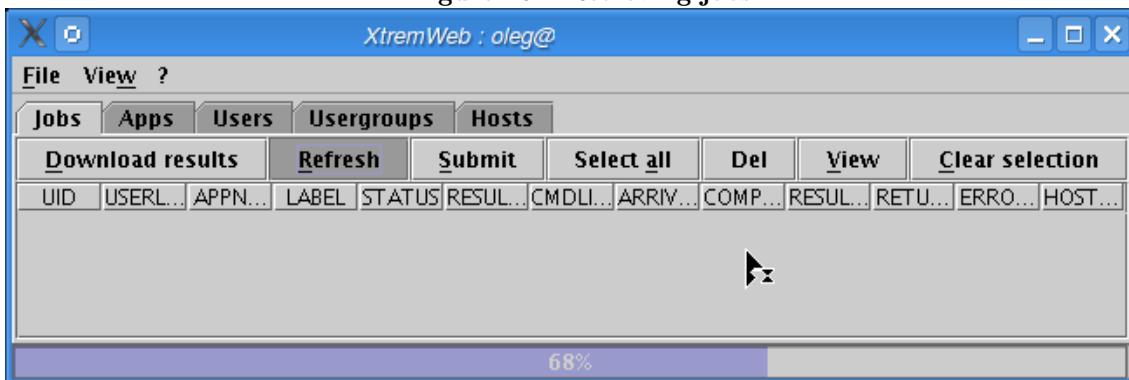 XtremWeb : oleg@
File View ?
Jobs Apps Users Usergroups Hosts
Download results Refresh Submit Select all Del View Clear selection
UID USERL... APPN... LABEL STATUS RESUL... CMDLI... ARRIV... COMP... RESUL... RETU... ERRO... HOST...
68%